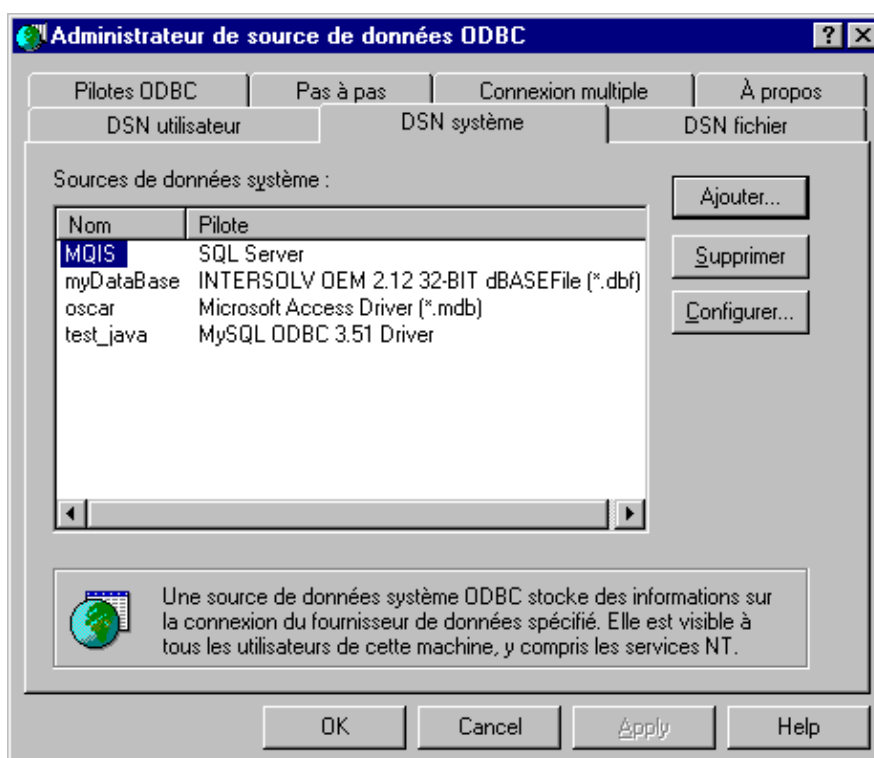 Administrateur de source de données ODBC
Pilotes ODBC Pas à pas Connexion multiple À propos
DSN utilisateur DSN système DSN fichier
Sources de données système :
Ajouter...
Nom Pilote
MQIS SQL Server
Supprimer
myDataBase INTERSOLV OEM 2.12 32-BIT dBASEFile (*.dbf)
oscar Microsoft Access Driver (*.mdb)
Configurer...
test_java MySQL ODBC 3.51 Driver
Une source de données système ODBC stocke des informations sur
la connexion du fournisseur de données spécifié. Elle est visible à
tous les utilisateurs de cette machine, y compris les services NT.
OK Cancel Apply Help